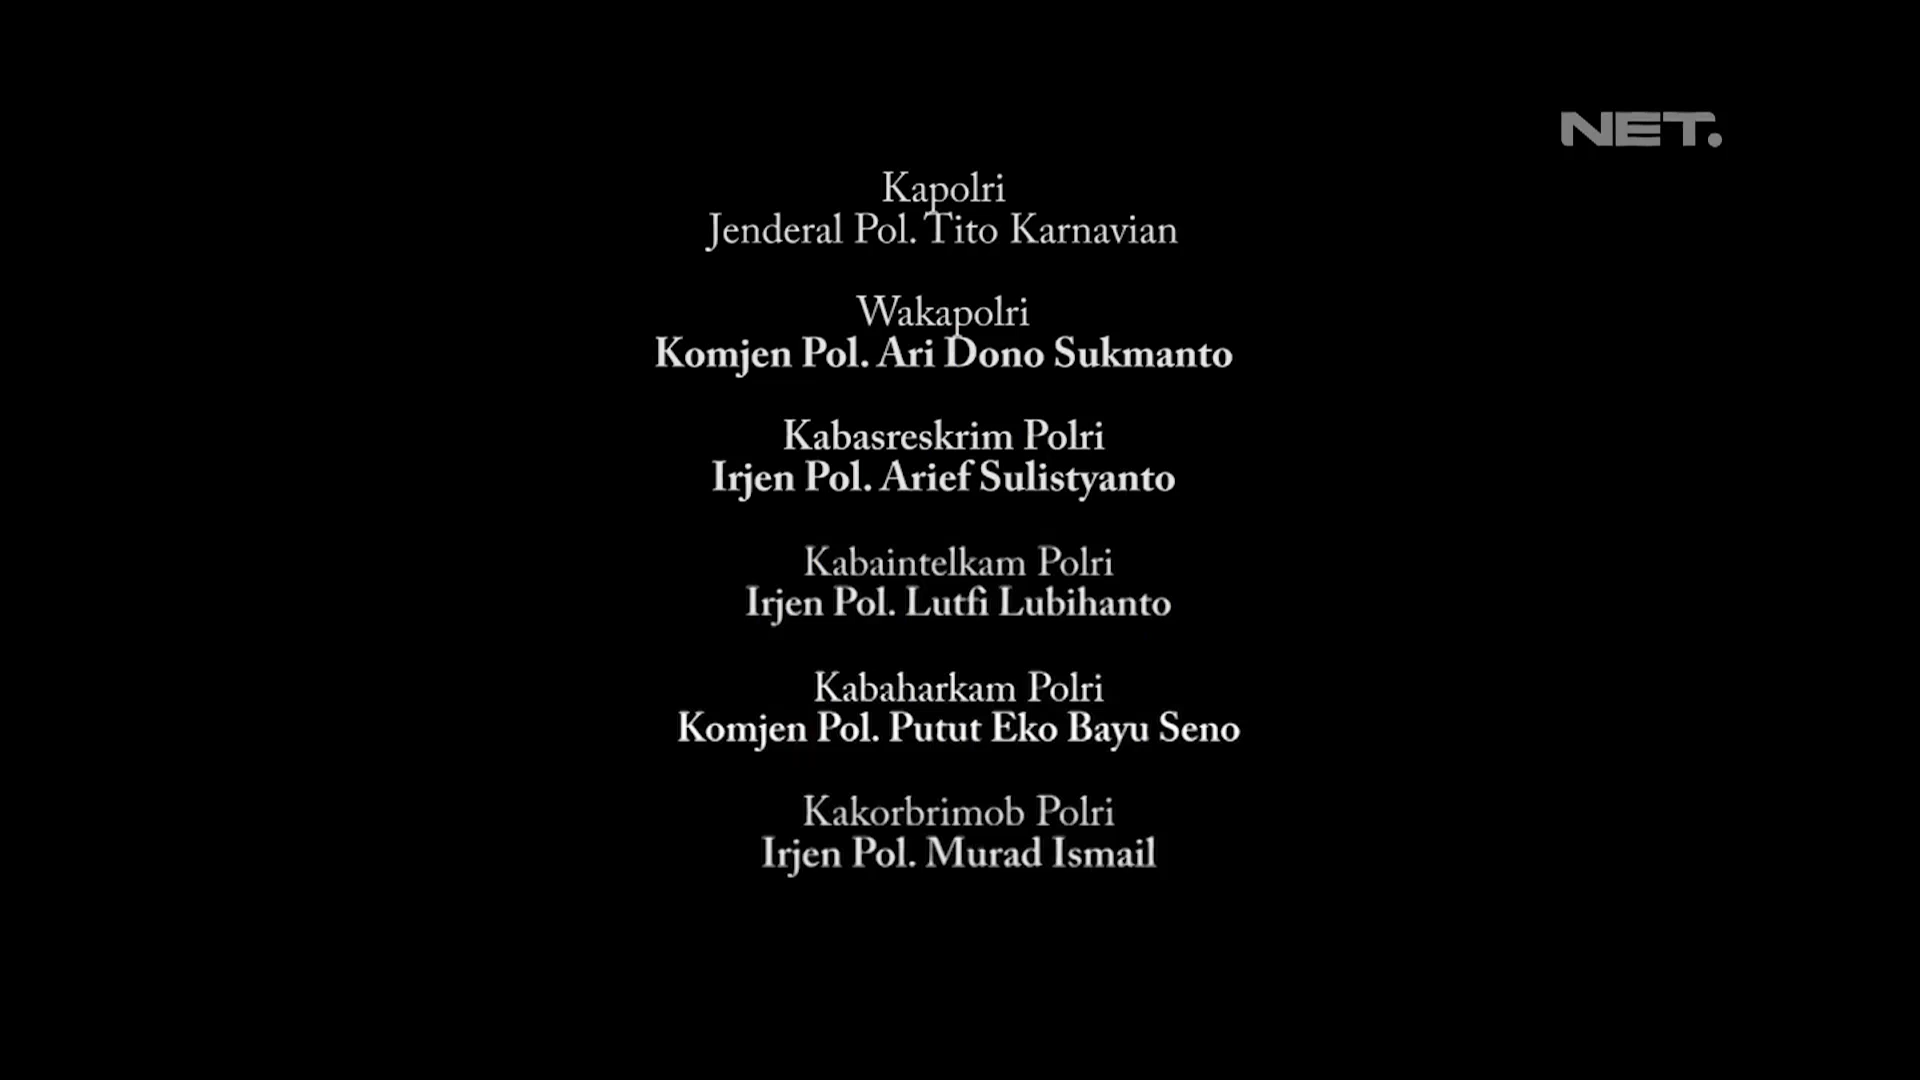 NET.
Kapolri
Jenderal Pol. Tito Karnavian
Wakapolri
Komjen Pol. Ari Dono Sukmanto
Kabasreskrim Polri
Irjen Pol. Arief Sulistyanto
Kabaintelkam Polri
Irjen Pol. Lutfi Lubihanto
Kabaharkam Polri
Komjen Pol. Putut Eko Bayu Seno
Kakorbrimob Polri
Irjen Pol. Murad Ismail